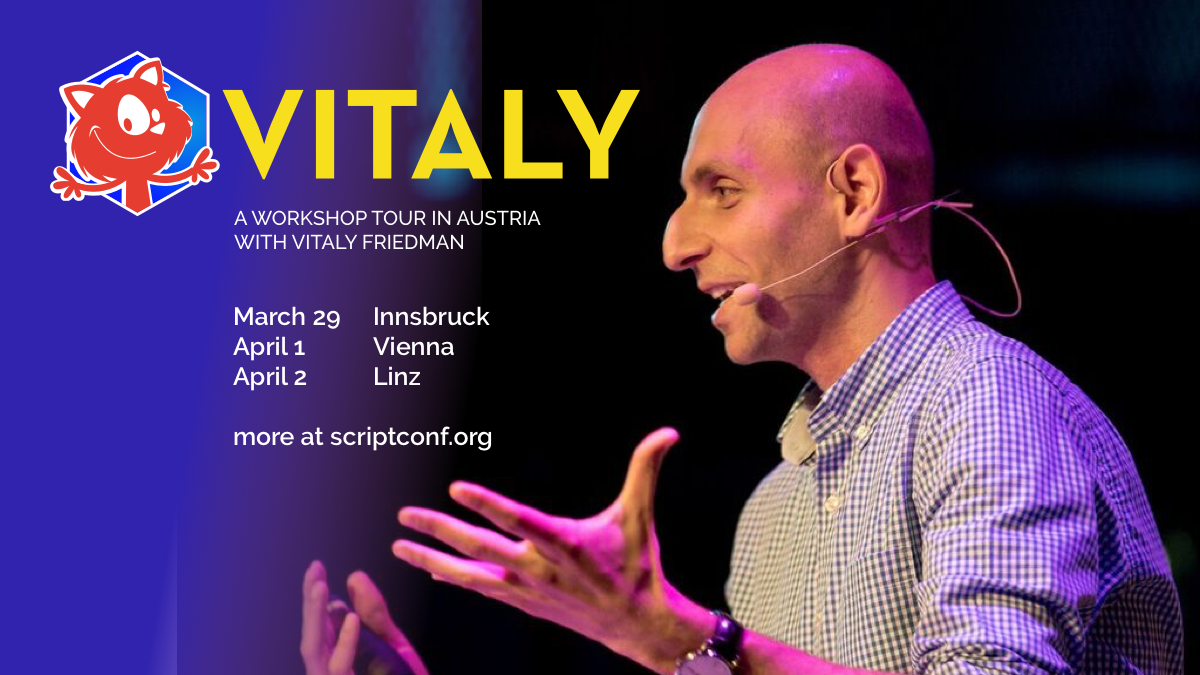 VITALY
A WORKSHOP TOUR IN AUSTRIA
WITH VITALY FRIEDMAN
March 29 Innsbruck
April 1 Vienna
April 2 Linz
more at scriptconf.org